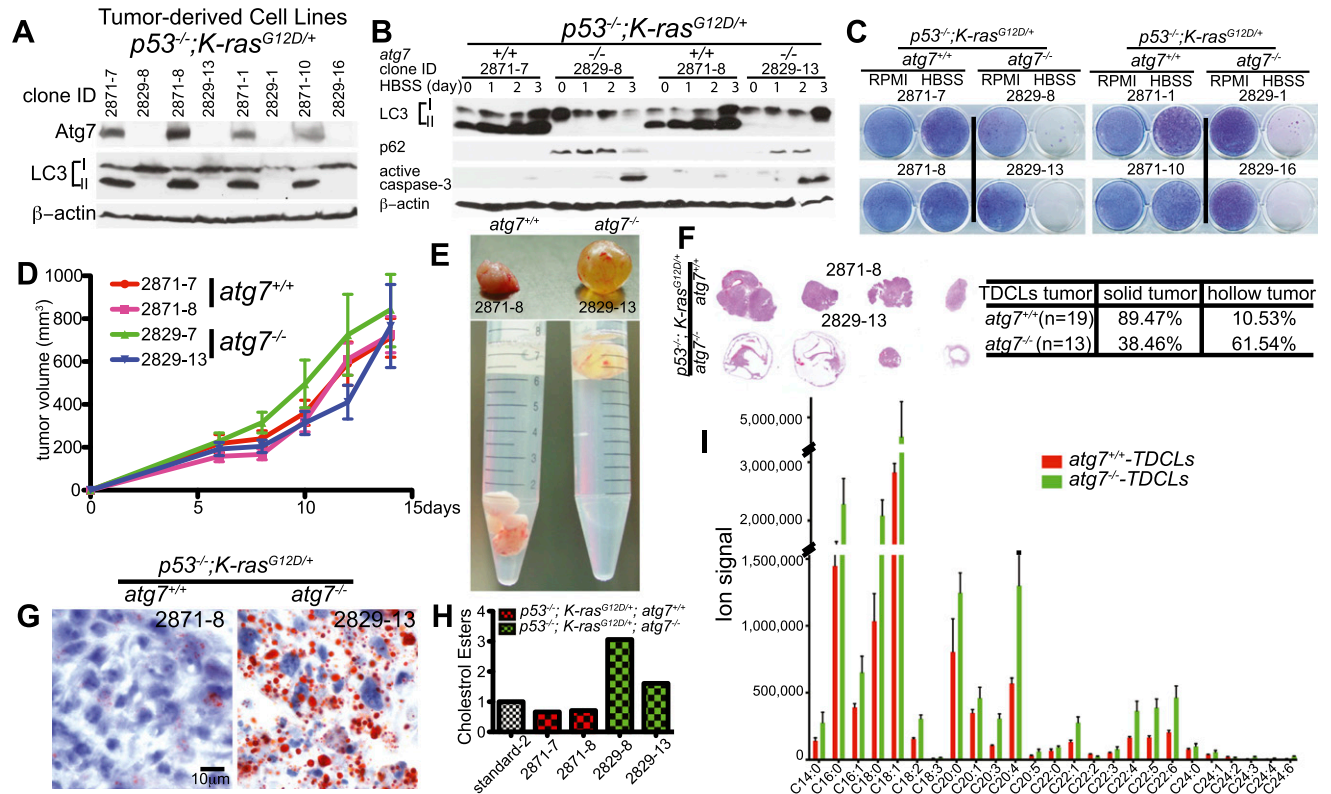 A
Tumor-derived Cell Lines
p53-/-;K-rasG12D/+
clone ID
2871-7
2829-8
2871-8
2829-13
2871-1
2829-1
2871-10
2829-16
Atg7
LC3 I
II
β-actin
B
p53-/-;K-rasG12D/+
atg7 +/+ -/- +/+ -/-
clone ID 2871-7 2829-8 2871-8 2829-13
HBSS (day) 0 1 2 3 0 1 2 3 0 1 2 3 0 1 2 3
LC3 I
II
p62
active
caspase-3
β-actin
C
p53-/-;K-rasG12D/+ p53-/-;K-rasG12D/+
atg7+/+ atg7-/- atg7+/+ atg7-/-
RPMI HBSS RPMI HBSS RPMI HBSS RPMI HBSS
2871-7 2829-8 2871-1 2829-1
2871-8 2829-13 2871-10 2829-16
D
tumor volume (mm3)
1000
800
600
400
200
0
0 5 10 15days
2871-7
2871-8
atg7+/+
2829-7
2829-13
atg7-/-
E
atg7+/+ atg7-/-
2871-8 2829-13
7
6
5
4
3
2
F
p53-/-; K-rasG12D/+
atg7-/- atg7+/+
2871-8
2829-13
TDCLs tumor solid tumor hollow tumor
atg7+/+(n=19) 89.47% 10.53%
atg7-/-(n=13) 38.46% 61.54%
p53-/-;K-rasG12D/+
atg7+/+ atg7-/-
G
2871-8 2829-13
10μm
H
Cholestrol Esters
4
3
2
1
0
p53-/-; K-rasG12D/+; atg7+/+
p53-/-; K-rasG12D/+; atg7-/-
standard-2
2871-7
2871-8
2829-8
2829-13
I
Ion signal
5,000,000
3,000,000
2,000,000
1,500,000
1,000,000
500,000
0
atg7+/+-TDCLs
atg7-/--TDCLs
C14:0
C16:0
C16:1
C18:0
C18:1
C18:2
C18:3
C20:0
C20:1
C20:3
C20:4
C20:5
C22:0
C22:1
C22:2
C22:3
C22:4
C22:5
C22:6
C24:0
C24:1
C24:2
C24:3
C24:4
C24:6